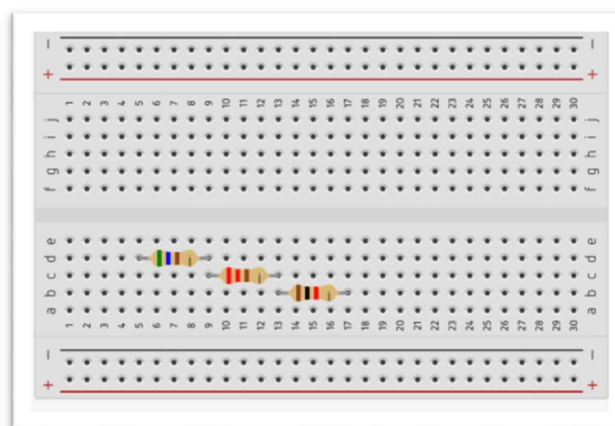 − −
+ +
1 2 3 4 5 6 7 8 9 10 11 12 13 14 15 16 17 18 19 20 21 22 23 24 25 26 27 28 29 30
j j
i i
h h
g g
f f
e e
d d
c c
b b
a a
1 2 3 4 5 6 7 8 9 10 11 12 13 14 15 16 17 18 19 20 21 22 23 24 25 26 27 28 29 30
− −
+ +